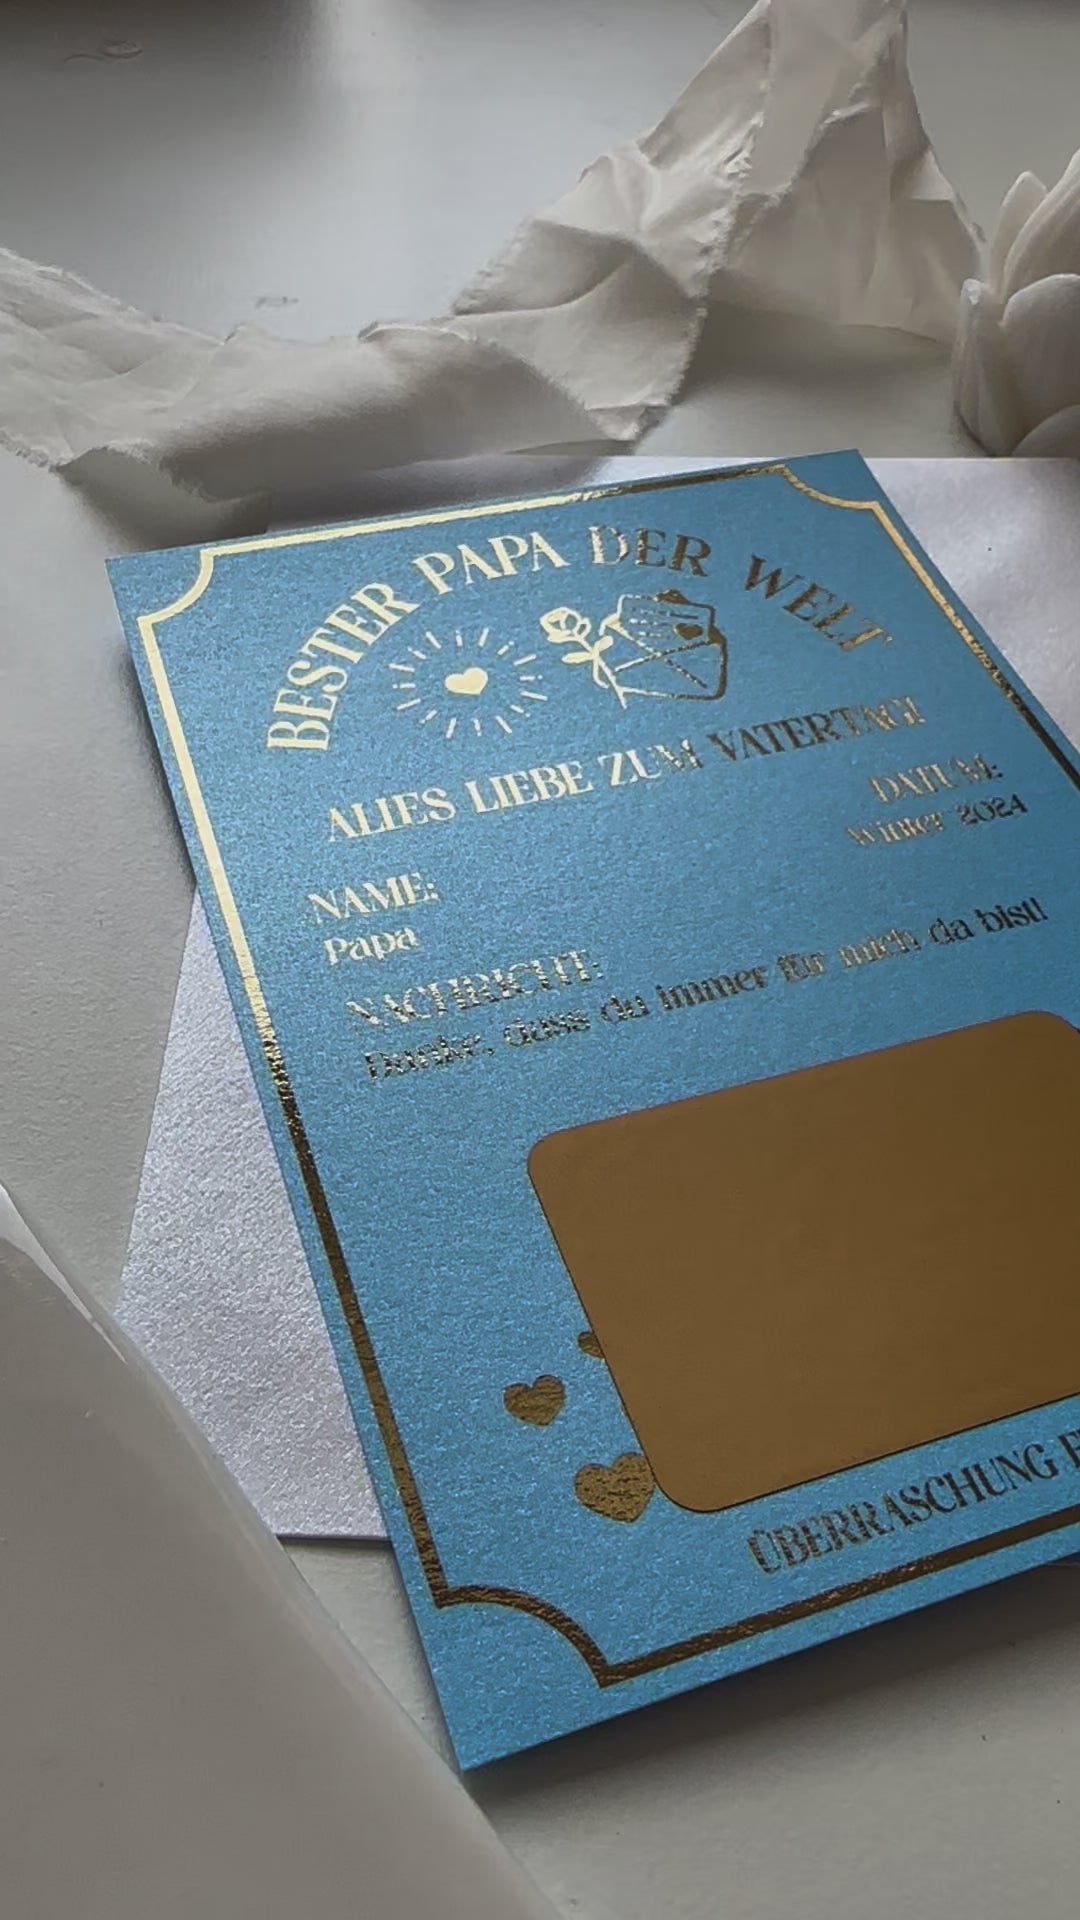 BESTER PAPA DER WELT
ALLES LIEBE ZUM VATERTAG!
DATUM:
Winter 2024
NAME:
Papa
NACHRICHT:
Danke, dass du immer für mich da bist!
ÜBERRASCHUNG